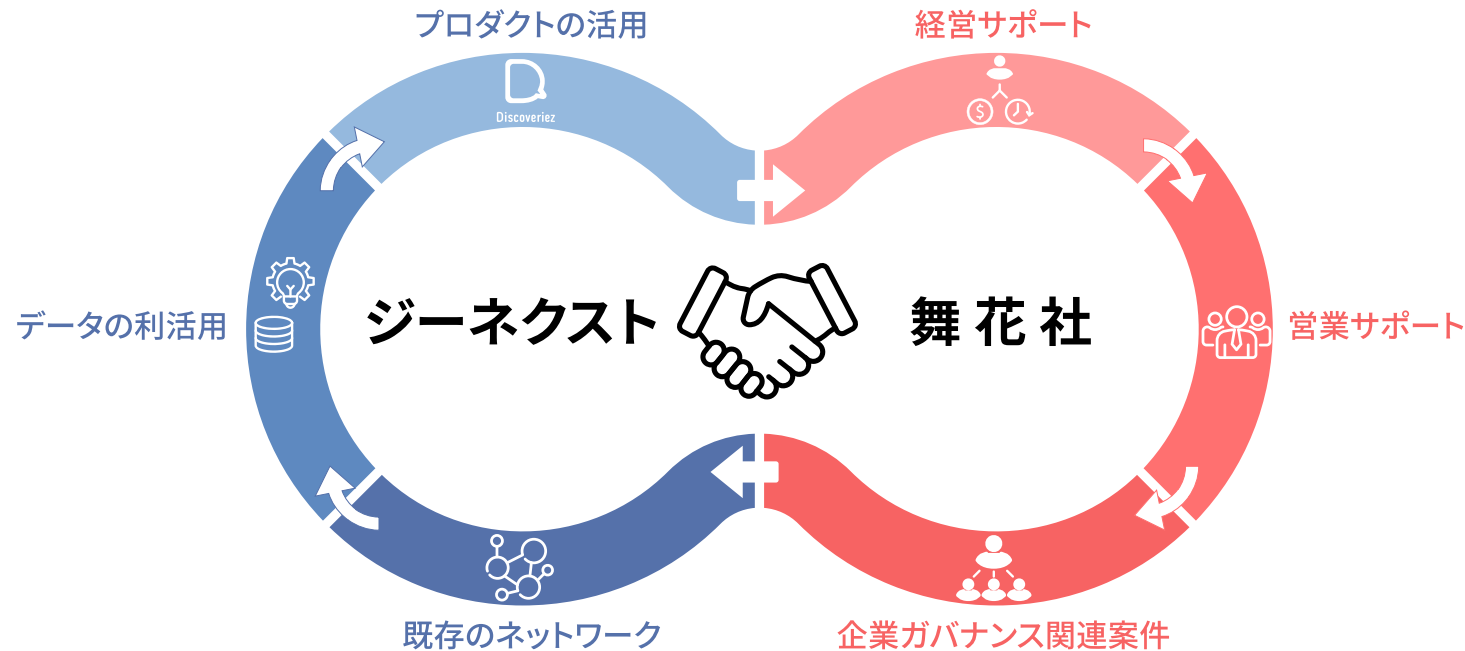 プロダクトの活用
経営サポート
Discoveriez
$
データの利活用
ジーネクスト
舞花社
営業サポート
既存のネットワーク
企業ガバナンス関連案件